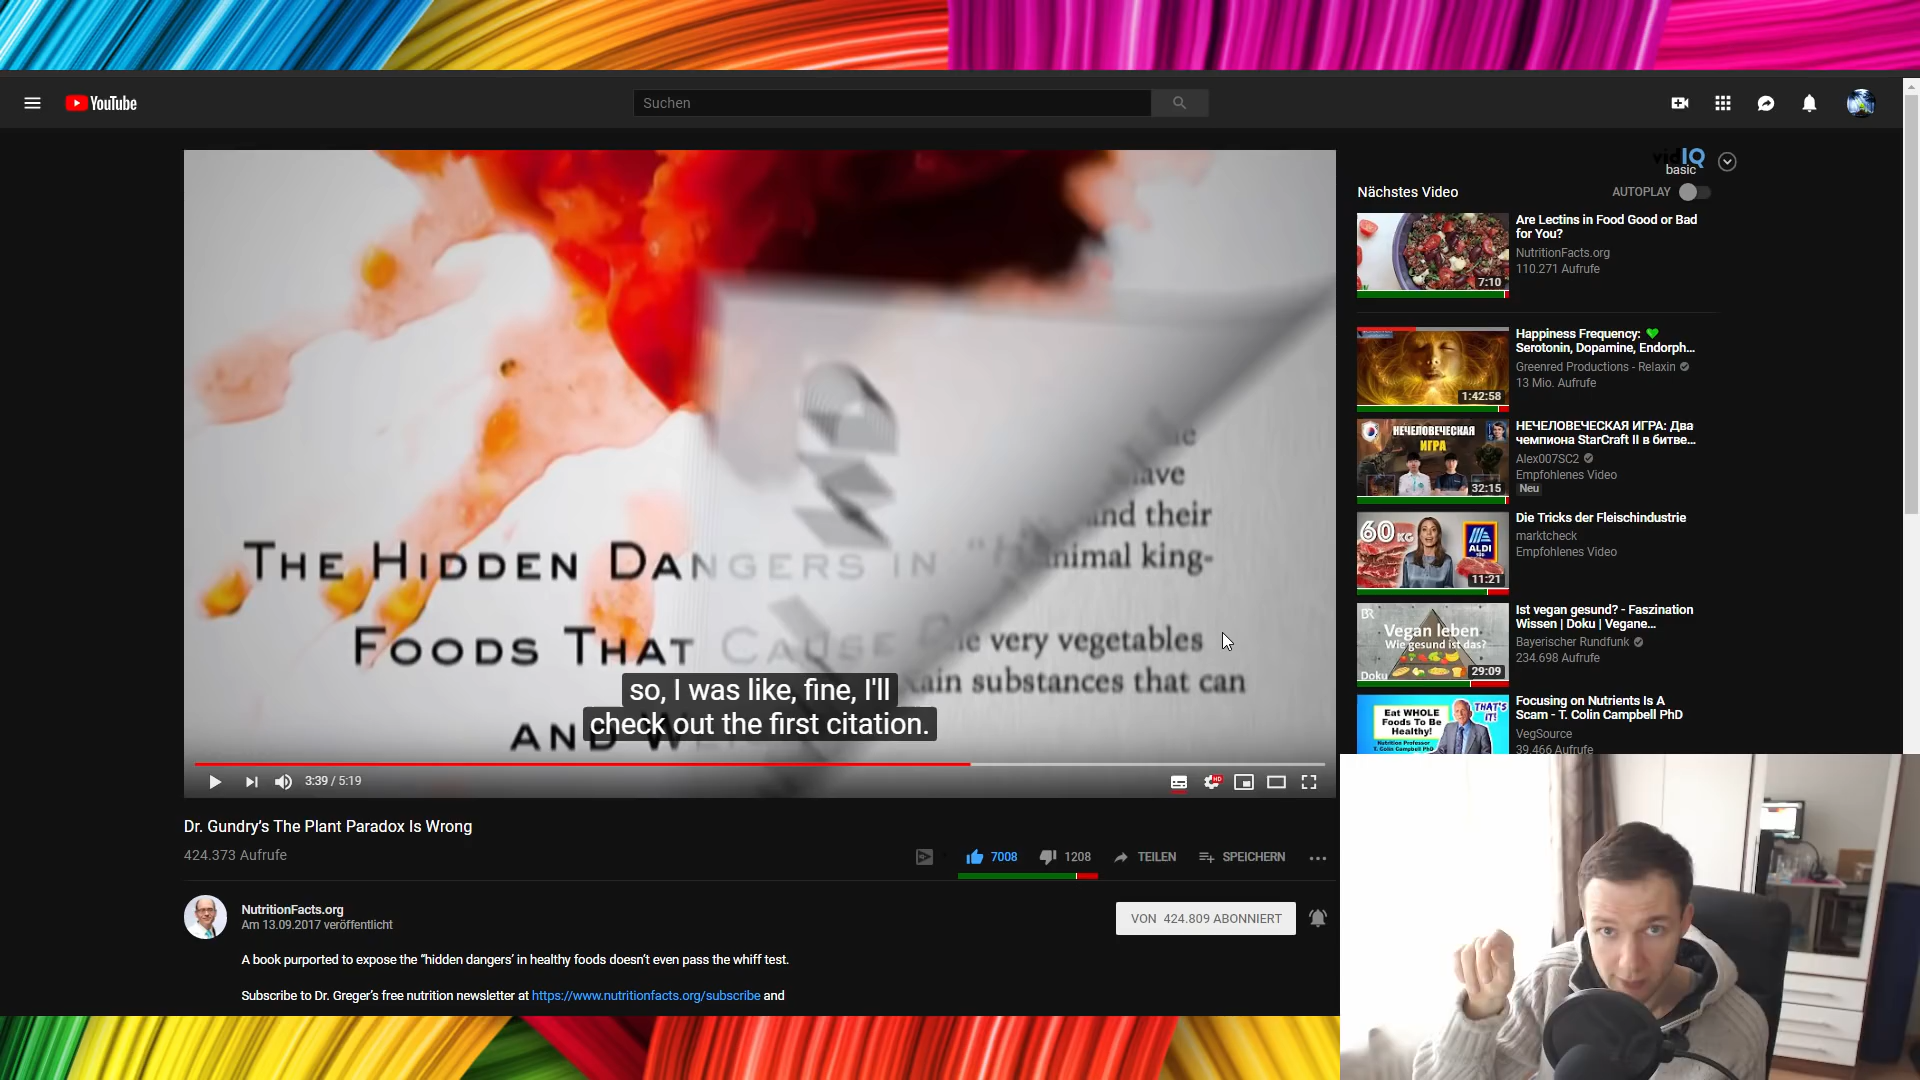 YouTube
Suchen
THE HIDDEN DANGERS IN "H
FOODS THAT CAUSE
AND W
have
and their
nimal king-
e very vegetables
tain substances that can
so, I was like, fine, I'll
check out the first citation.
3:39 / 5:19
HD
Dr. Gundry's The Plant Paradox Is Wrong
424.373 Aufrufe
7008
1208
TEILEN
SPEICHERN
NutritionFacts.org
Am 13.09.2017 veröffentlicht
VON 424.809 ABONNIERT
A book purported to expose the "hidden dangers' in healthy foods doesn't even pass the whiff test.
Subscribe to Dr. Greger's free nutrition newsletter at https://www.nutritionfacts.org/subscribe and
vidIQ
basic
Nächstes Video
AUTOPLAY
7:10
Are Lectins in Food Good or Bad
for You?
NutritionFacts.org
110.271 Aufrufe
1:42:58
Happiness Frequency: 💚
Serotonin, Dopamine, Endorph...
Greenred Productions - Relaxin
13 Mio. Aufrufe
НЕЧЕЛОВЕЧЕСКАЯ
ИГРА
32:15
НЕЧЕЛОВЕЧЕСКАЯ ИГРА: Два
чемпиона StarCraft II в битве...
Alex007SC2
Empfohlenes Video
Neu
60 KG
ALDI
11:21
Die Tricks der Fleischindustrie
marktcheck
Empfohlenes Video
BR
Vegan leben
Wie gesund ist das?
Doku
29:09
Ist vegan gesund? - Faszination
Wissen | Doku | Vegane...
Bayerischer Rundfunk
234.698 Aufrufe
Eat WHOLE
Foods To Be
Healthy!
Nutrition Professor
T. Colin Campbell PhD
THAT'S
IT!
Focusing on Nutrients Is A
Scam - T. Colin Campbell PhD
VegSource
39.466 Aufrufe